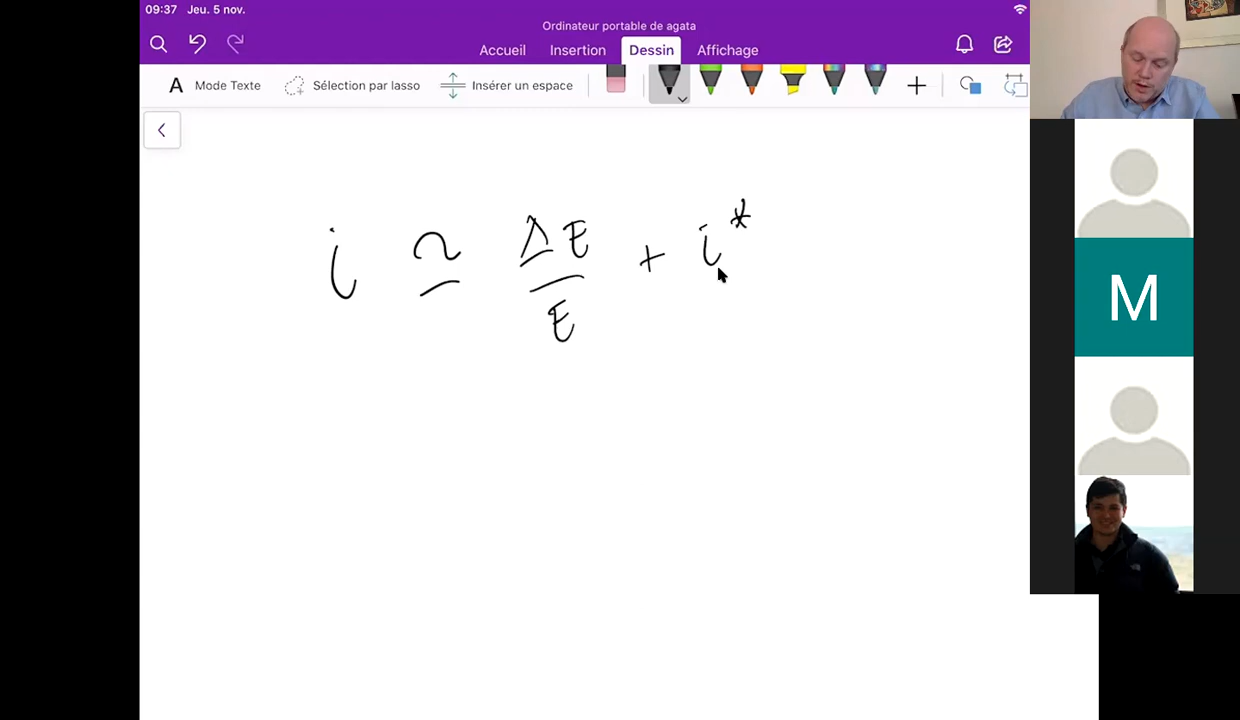 09:37 Jeu. 5 nov.
Ordinateur portable de agata
Accueil Insertion Dessin Affichage
A Mode Texte Sélection par lasso Insérer un espace
i ≃ ΔE/E + i*
M